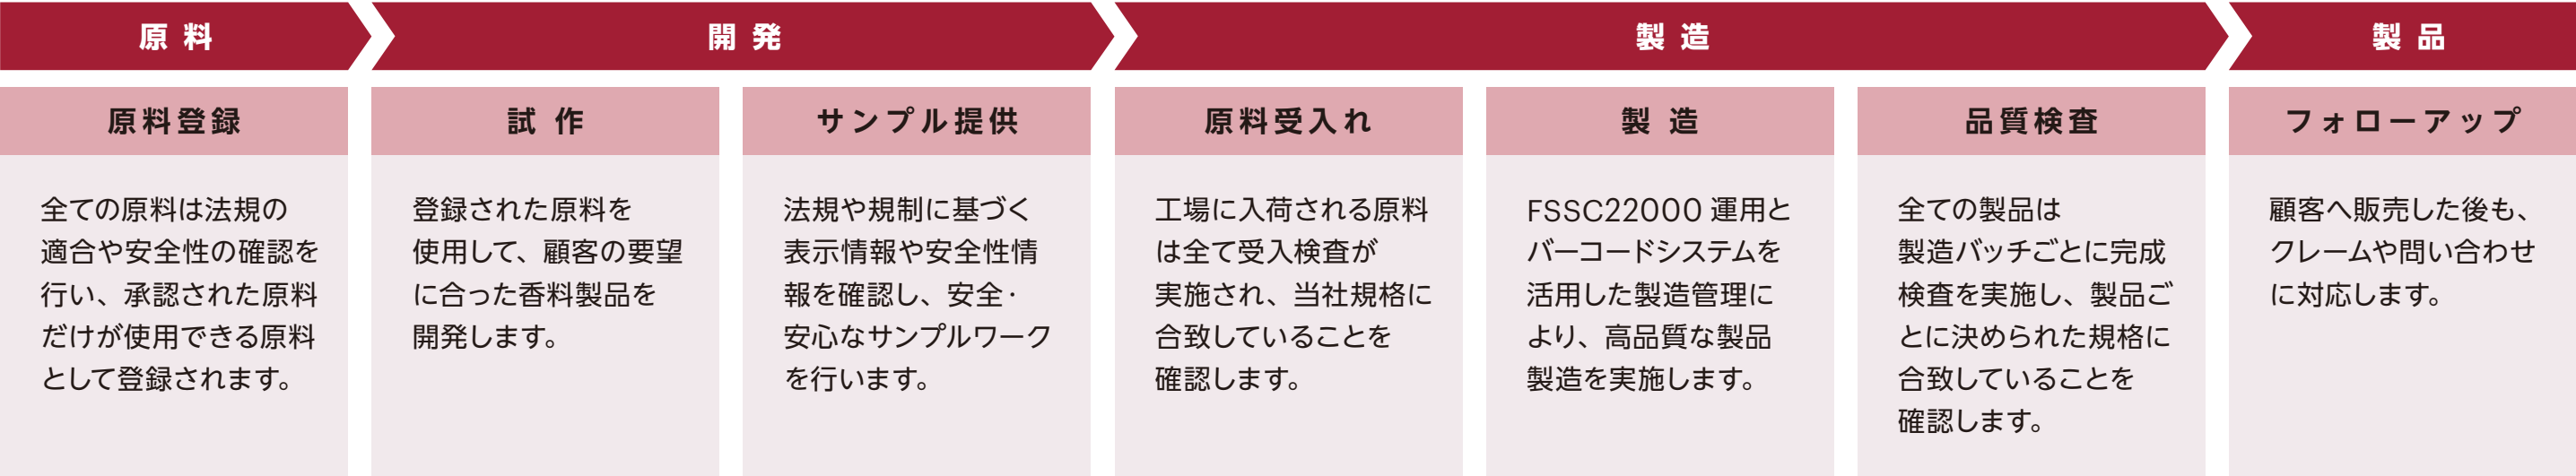 原料
開発
製造
製品
原料登録
全ての原料は法規の
適合や安全性の確認を
行い、承認された原料
だけが使用できる原料
として登録されます。
試作
登録された原料を
使用して、顧客の要望
に合った香料製品を
開発します。
サンプル提供
法規や規制に基づく
表示情報や安全性情
報を確認し、安全・
安心なサンプルワーク
を行います。
原料受入れ
工場に入荷される原料
は全て受入検査が
実施され、当社規格に
合致していることを
確認します。
製造
FSSC22000 運用と
バーコードシステムを
活用した製造管理に
より、高品質な製品
製造を実施します。
品質検査
全ての製品は
製造バッチごとに完成
検査を実施し、製品ご
とに決められた規格に
合致していることを
確認します。
フォローアップ
顧客へ販売した後も、
クレームや問い合わせ
に対応します。